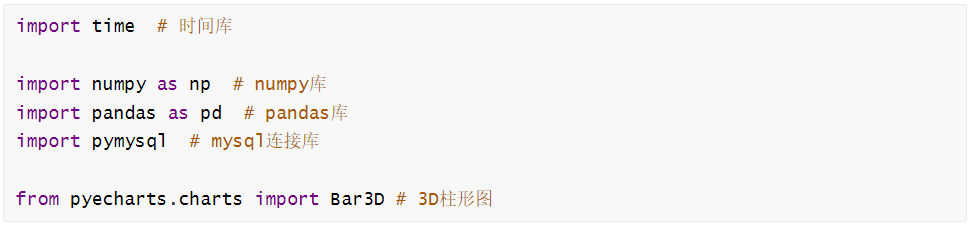 import time  # 时间库
import numpy as np  # numpy库
import pandas as pd  # pandas库
import pymysql  # mysql连接库
from pyecharts.charts import Bar3D # 3D柱形图